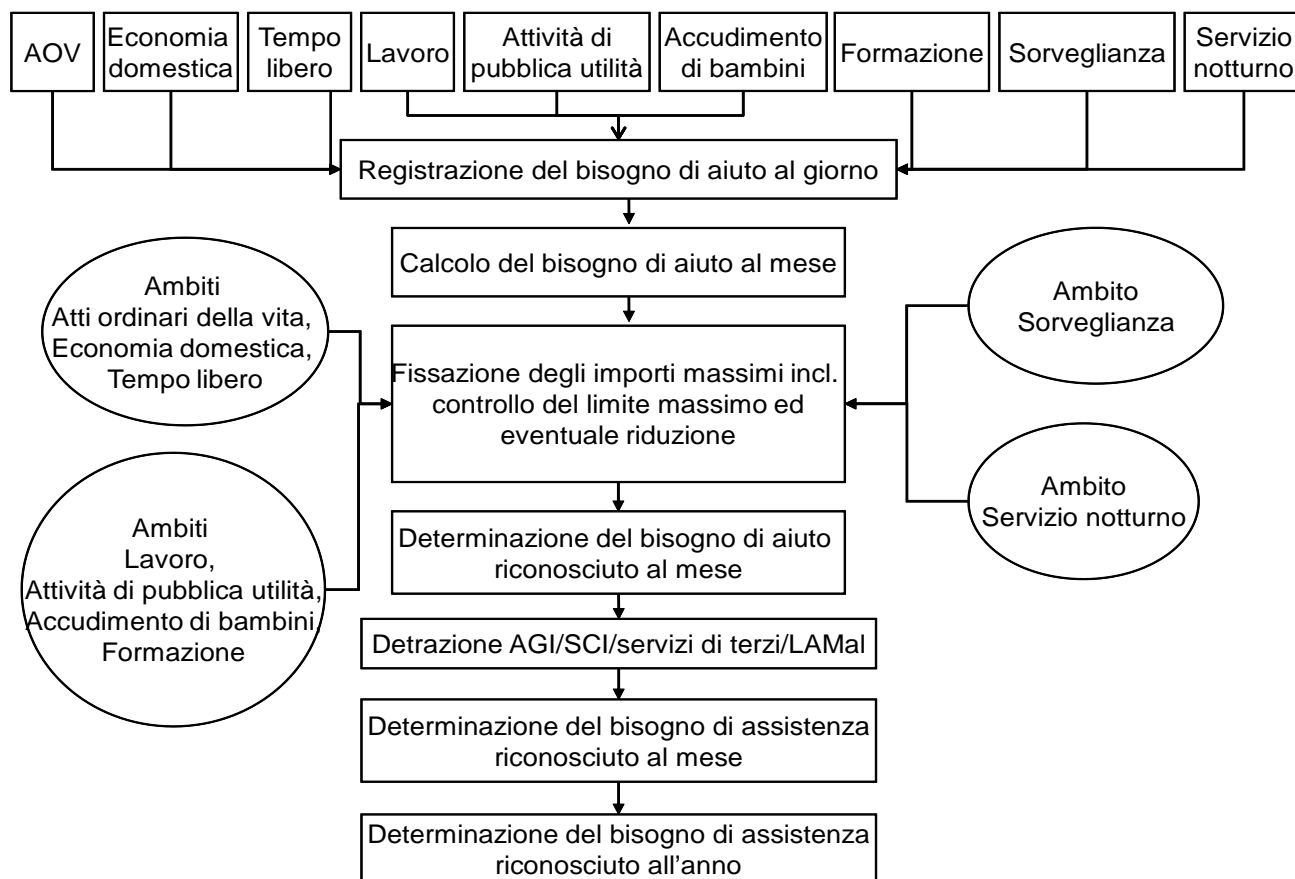 AOV
Economia
domestica
Tempo
libero
Lavoro
Attività di
pubblica utilità
Accudimento
di bambini
Formazione
Sorveglianza
Servizio
notturno
Registrazione del bisogno di aiuto al giorno
Calcolo del bisogno di aiuto al mese
Ambiti
Atti ordinari della vita,
Economia domestica,
Tempo libero
Ambito
Sorveglianza
Fissazione degli importi massimi incl.
controllo del limite massimo ed
eventuale riduzione
Ambiti
Lavoro,
Attività di pubblica utilità,
Accudimento di bambini,
Formazione
Ambito
Servizio notturno
Determinazione del bisogno di aiuto
riconosciuto al mese
Detrazione AGI/SCI/servizi di terzi/LAMal
Determinazione del bisogno di assistenza
riconosciuto al mese
Determinazione del bisogno di assistenza
riconosciuto all'anno